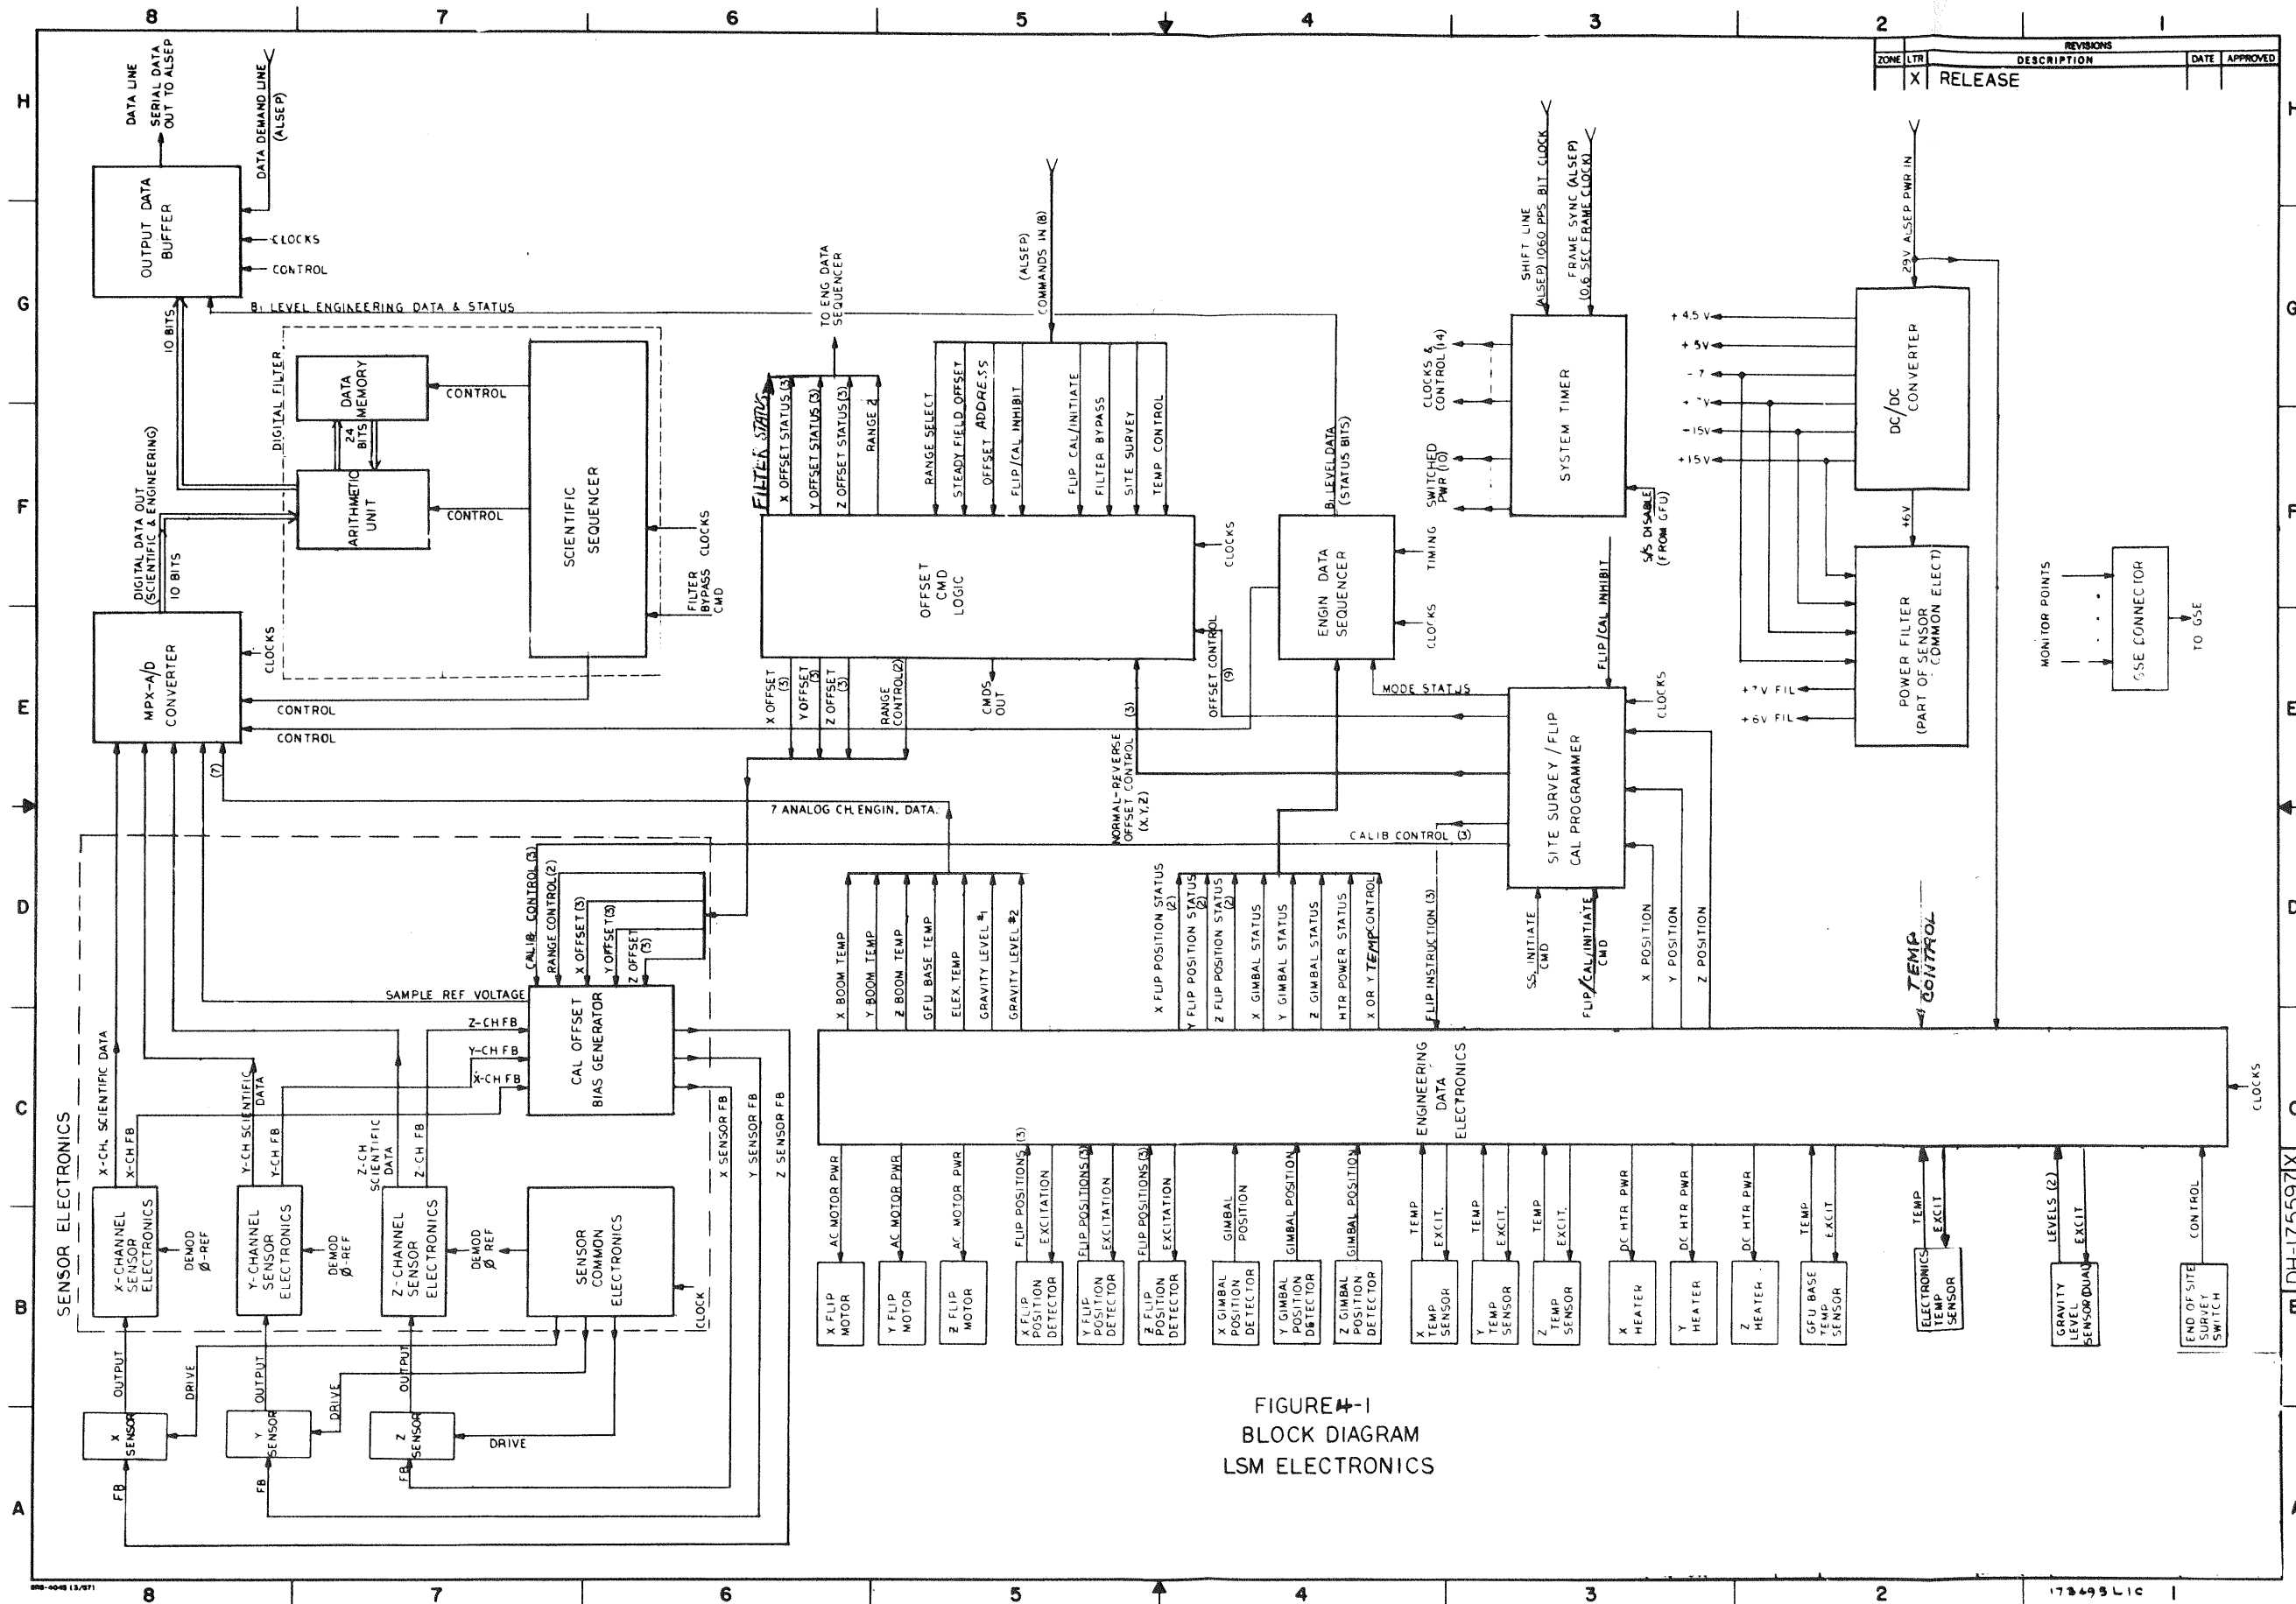 8 7 6 5 4 3 2 1
REVISIONS
ZONE LTR DESCRIPTION DATE APPROVED
X RELEASE
H
G
F
E
D
C
B
A
DATA LINE
SERIAL DATA
OUT TO ALSEP
DATA DEMAND LINE
(ALSEP)
OUTPUT DATA
BUFFER
CLOCKS
CONTROL
BI LEVEL ENGINEERING DATA & STATUS
10 BITS
DIGITAL FILTER
DATA
MEMORY
24
BITS
ARITHMETIC
UNIT
CONTROL
CONTROL
SCIENTIFIC
SEQUENCER
CLOCKS
FILTER
BYPASS
CMD
DIGITAL DATA OUT
(SCIENTIFIC & ENGINEERING)
10 BITS
MPX-A/D
CONVERTER
CLOCKS
CONTROL
CONTROL
(7)
TO ENG DATA
SEQUENCER
FILTER STATUS
X OFFSET STATUS (3)
Y OFFSET STATUS (3)
Z OFFSET STATUS (3)
RANGE 2
(ALSEP)
COMMANDS IN (8)
RANGE SELECT
STEADY FIELD OFFSET
OFFSET ADDRESS
FLIP/CAL INHIBIT
FLIP CAL/INITIATE
FILTER BYPASS
SITE SURVEY
TEMP CONTROL
OFFSET
CMD
LOGIC
CLOCKS
X OFFSET
(3)
Y OFFSET
(3)
Z OFFSET
(3)
RANGE
CONTROL(2)
CMDS
OUT
NORMAL-REVERSE
OFFSET CONTROL
(X,Y,Z)
(3)
OFFSET CONTROL
(9)
BI LEVEL DATA
(STATUS BITS)
ENGIN DATA
SEQUENCER
TIMING
CLOCKS
MODE STATUS
SHIFT LINE
(ALSEP) 1060 PPS BIT CLOCK
FRAME SYNC (ALSEP)
(0.6 SEC FRAME CLOCK)
SYSTEM TIMER
CLOCKS &
CONTROL (14)
SWITCHED
PWR (10)
S/S DISABLE
(FROM GFU)
FLIP/CAL INHIBIT
SITE SURVEY / FLIP
CAL PROGRAMMER
CLOCKS
CALIB CONTROL (3)
FLIP INSTRUCTION (3)
S.S. INITIATE
CMD
FLIP/CAL/INITIATE
CMD
X POSITION
Y POSITION
Z POSITION
29V ALSEP PWR IN
DC/DC
CONVERTER
+ 4.5 V
+ 5V
- 7
-15V
+15V
+6V
POWER FILTER
(PART OF SENSOR
COMMON ELECT)
+7V FIL
+6V FIL
MONITOR POINTS
SSE CONNECTOR
TO GSE
7 ANALOG CH. ENGIN. DATA.
SENSOR ELECTRONICS
CALIB CONTROL (3)
RANGE CONTROL (2)
X OFFSET (3)
Y OFFSET (3)
Z OFFSET
(3)
SAMPLE REF VOLTAGE
Z-CH FB
Y-CH FB
X-CH FB
CAL OFFSET
BIAS GENERATOR
X-CH. SCIENTIFIC DATA
X-CH FB
Y-CH SCIENTIFIC
DATA
Y-CH FB
Z-CH
SCIENTIFIC
DATA
Z-CH FB
X SENSOR FB
Y SENSOR FB
Z SENSOR FB
X-CHANNEL
SENSOR
ELECTRONICS
DEMOD
Ø-REF
Y-CHANNEL
SENSOR
ELECTRONICS
DEMOD
Ø-REF
Z-CHANNEL
SENSOR
ELECTRONICS
DEMOD
Ø REF
SENSOR
COMMON
ELECTRONICS
CLOCK
OUTPUT
DRIVE
OUTPUT
DRIVE
OUTPUT
DRIVE
X
SENSOR
Y
SENSOR
Z
SENSOR
FB
FB
FB
X BOOM TEMP
Y BOOM TEMP
Z BOOM TEMP
GFU BASE TEMP
ELEX. TEMP
GRAVITY LEVEL #1
GRAVITY LEVEL #2
X FLIP POSITION STATUS
(2)
Y FLIP POSITION STATUS
(2)
Z FLIP POSITION STATUS
(2)
X GIMBAL STATUS
Y GIMBAL STATUS
Z GIMBAL STATUS
HTR POWER STATUS
X OR Y TEMP CONTROL
TEMP
CONTROL
ENGINEERING
DATA
ELECTRONICS
CLOCKS
AC MOTOR PWR
AC MOTOR PWR
AC MOTOR PWR
FLIP POSITIONS (3)
EXCITATION
FLIP POSITIONS (3)
EXCITATION
FLIP POSITIONS (3)
EXCITATION
GIMBAL
POSITION
GIMBAL POSITION
GIMBAL POSITION
TEMP
EXCIT.
TEMP
EXCIT.
TEMP
EXCIT.
DC HTR PWR
DC HTR PWR
DC HTR PWR
TEMP
EXCIT
TEMP
EXCIT
LEVELS (2)
EXCIT
CONTROL
X FLIP
MOTOR
Y FLIP
MOTOR
Z FLIP
MOTOR
X FLIP
POSITION
DETECTOR
Y FLIP
POSITION
DETECTOR
Z FLIP
POSITION
DETECTOR
X GIMBAL
POSITION
DETECTOR
Y GIMBAL
POSITION
DETECTOR
Z GIMBAL
POSITION
DETECTOR
X
TEMP
SENSOR
Y
TEMP
SENSOR
Z
TEMP
SENSOR
X
HEATER
Y
HEATER
Z
HEATER
GFU BASE
TEMP
SENSOR
ELECTRONICS
TEMP
SENSOR
GRAVITY
LEVEL
SENSOR(DUAL)
END OF SITE
SURVEY
SWITCH
FIGURE 4-1
BLOCK DIAGRAM
LSM ELECTRONICS
DH-175597 X
8 7 6 5 4 3 2 1